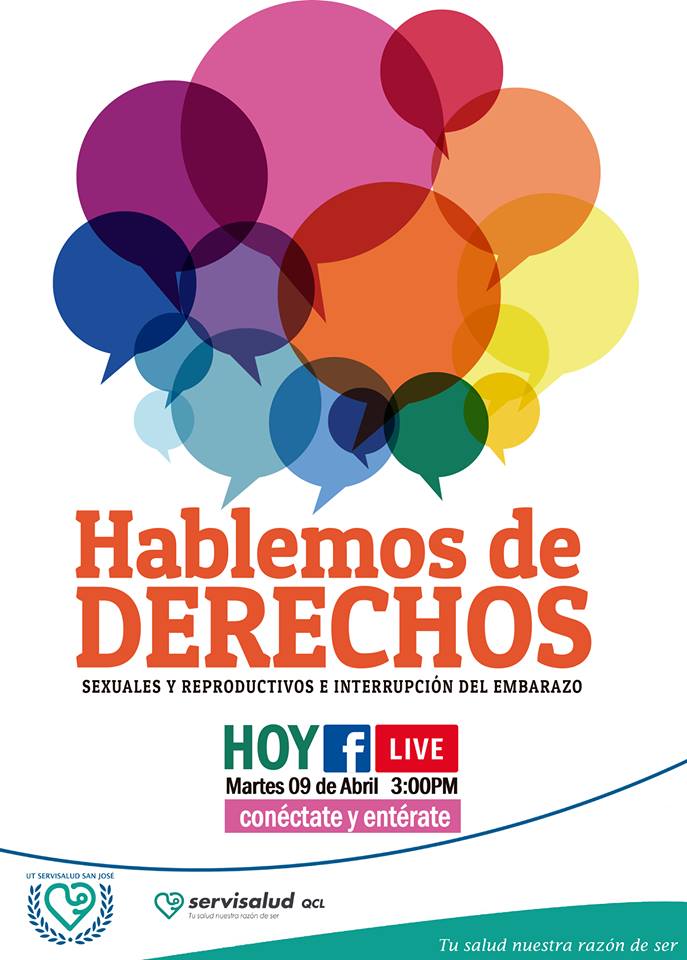 Hablemos de
DERECHOS
SEXUALES Y REPRODUCTIVOS E INTERRUPCIÓN DEL EMBARAZO
HOY f LIVE
Martes 09 de Abril 3:00PM
conéctate y entérate
UT SERVISALUD SAN JOSÉ
servisalud QCL
Tu salud nuestra razón de ser
Tu salud nuestra razón de ser